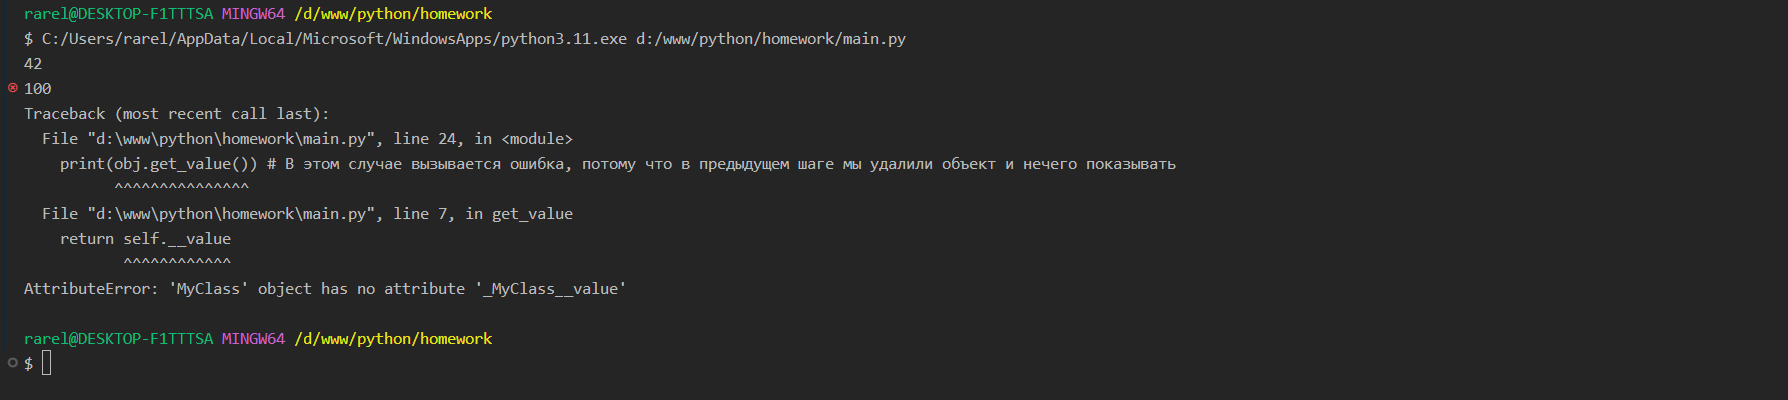 rarel@DESKTOP-F1TTTSA MINGW64 /d/www/python/homework
$ C:/Users/rarel/AppData/Local/Microsoft/WindowsApps/python3.11.exe d:/www/python/homework/main.py
42
100
Traceback (most recent call last):
  File "d:\www\python\homework\main.py", line 24, in <module>
    print(obj.get_value()) # В этом случае вызывается ошибка, потому что в предыдущем шаге мы удалили объект и нечего показывать
          ^^^^^^^^^^^^^^^
  File "d:\www\python\homework\main.py", line 7, in get_value
    return self.__value
           ^^^^^^^^^^^^
AttributeError: 'MyClass' object has no attribute '_MyClass__value'
rarel@DESKTOP-F1TTTSA MINGW64 /d/www/python/homework
$